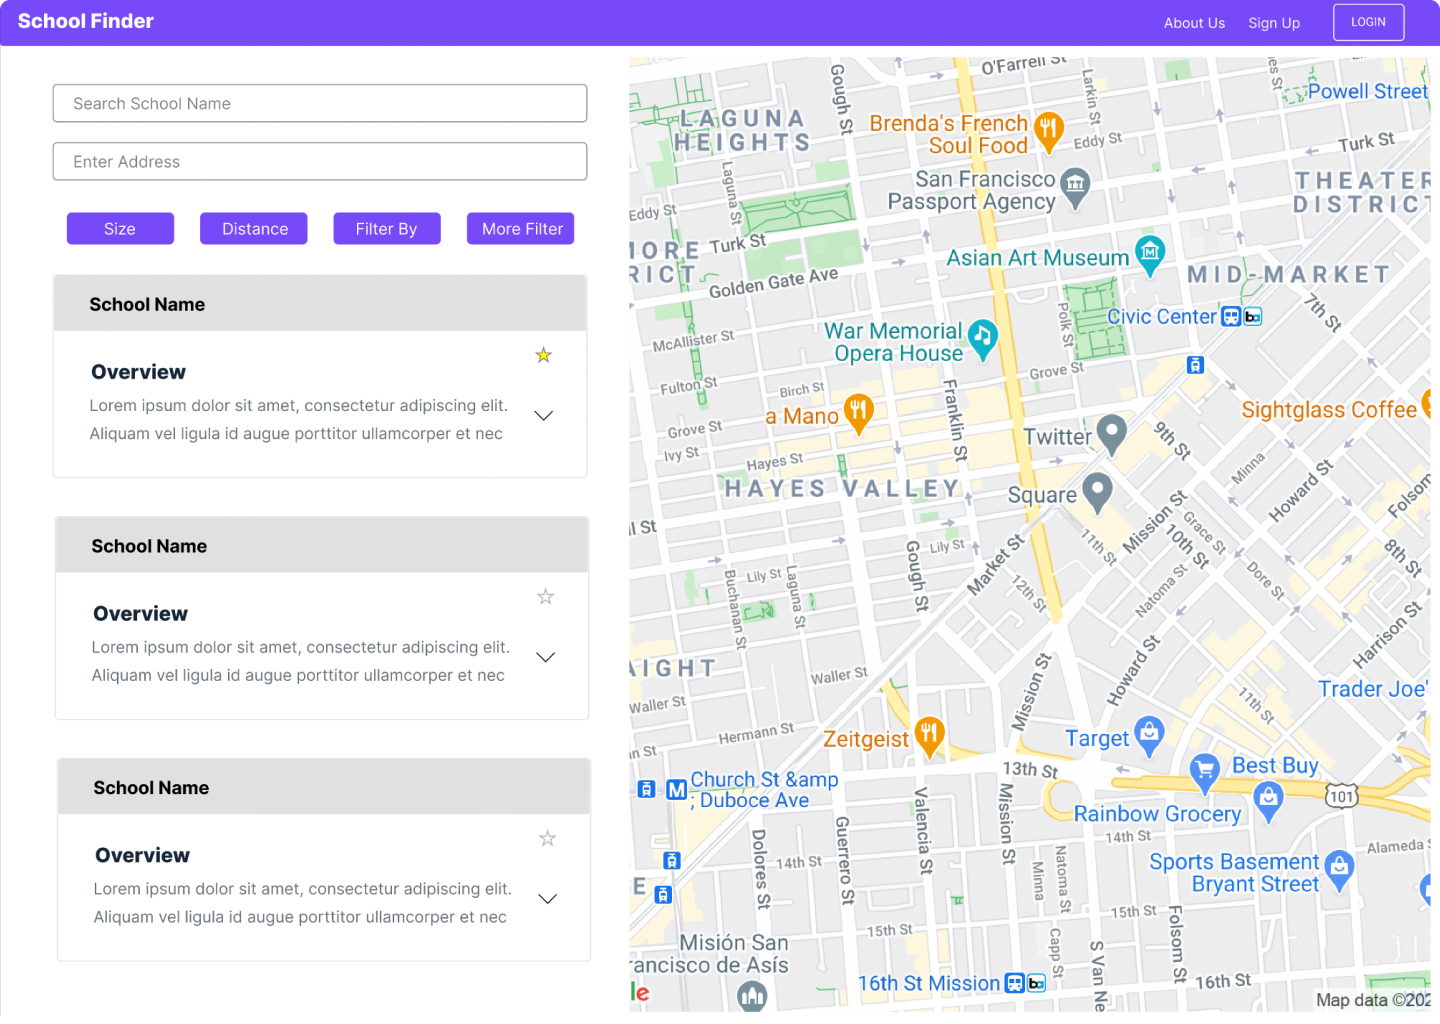 School Finder
About Us
Sign Up
LOGIN
Search School Name
Enter Address
Size
Distance
Filter By
More Filter
School Name
Overview
Lorem ipsum dolor sit amet, consectetur adipiscing elit.
Aliquam vel ligula id augue porttitor ullamcorper et nec
School Name
Overview
Lorem ipsum dolor sit amet, consectetur adipiscing elit.
Aliquam vel ligula id augue porttitor ullamcorper et nec
School Name
Overview
Lorem ipsum dolor sit amet, consectetur adipiscing elit.
Aliquam vel ligula id augue porttitor ullamcorper et nec
O'Farrell St
Gough St
Larkin St
Powell Street
LAGUNA
HEIGHTS
Brenda's French
Soul Food
Eddy St
Turk St
San Francisco
Passport Agency
THEATER
DISTRICT
Laguna St
Eddy St
Turk St
MORE
RICT
Asian Art Museum
MID-MARKET
Golden Gate Ave
7th St
Polk St
Civic Center
War Memorial
Opera House
McAllister St
Grove St
Fulton St
Birch St
Franklin St
a Mano
Sightglass Coffee
Grove St
Ivy St
Twitter
9th St
Minna
Hayes St
Howard St
Folsom
HAYES VALLEY
Square
Mission St
Grace St
l St
10th St
11th St
8th St
Lily St
Gough St
Market St
12th St
Natoma St
Dore St
Lily St
Buchanan St
Laguna St
Harrison St
Howard St
AIGHT
Waller St
Mission St
11th St
Trader Joe'
Waller St
Hermann St
n St
Zeitgeist
Target
13th St
Best Buy
Church St &amp
; Duboce Ave
101
Rainbow Grocery
Valencia St
Mission St
Guerrero St
Dolores St
14th St
14th St
Alameda S
Natoma St
Minna
Sports Basement
Bryant Street
E
15th St
15th St
Folsom St
Capp St
S Van Ne
Misión San
rancisco de Asís
16th St Mission
16th St
le
Map data ©202